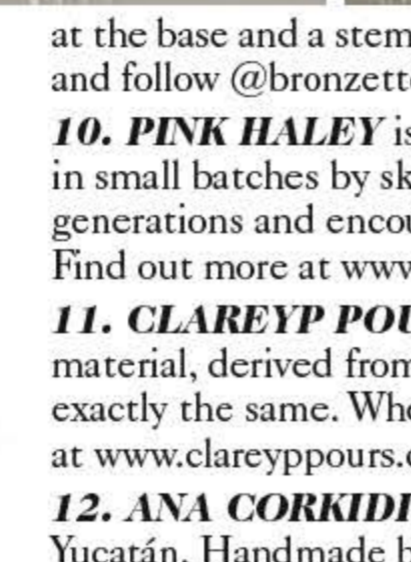 at the base and a stem
and follow @bronzett
10. PINK HALEY is
in small batches by sk
generations and encou
Find out more at www
11. CLAREYP POU
material, derived from
exactly the same. Who
at www.clareyppours.c
12. ANA CORKIDI
Yucatán. Handmade b